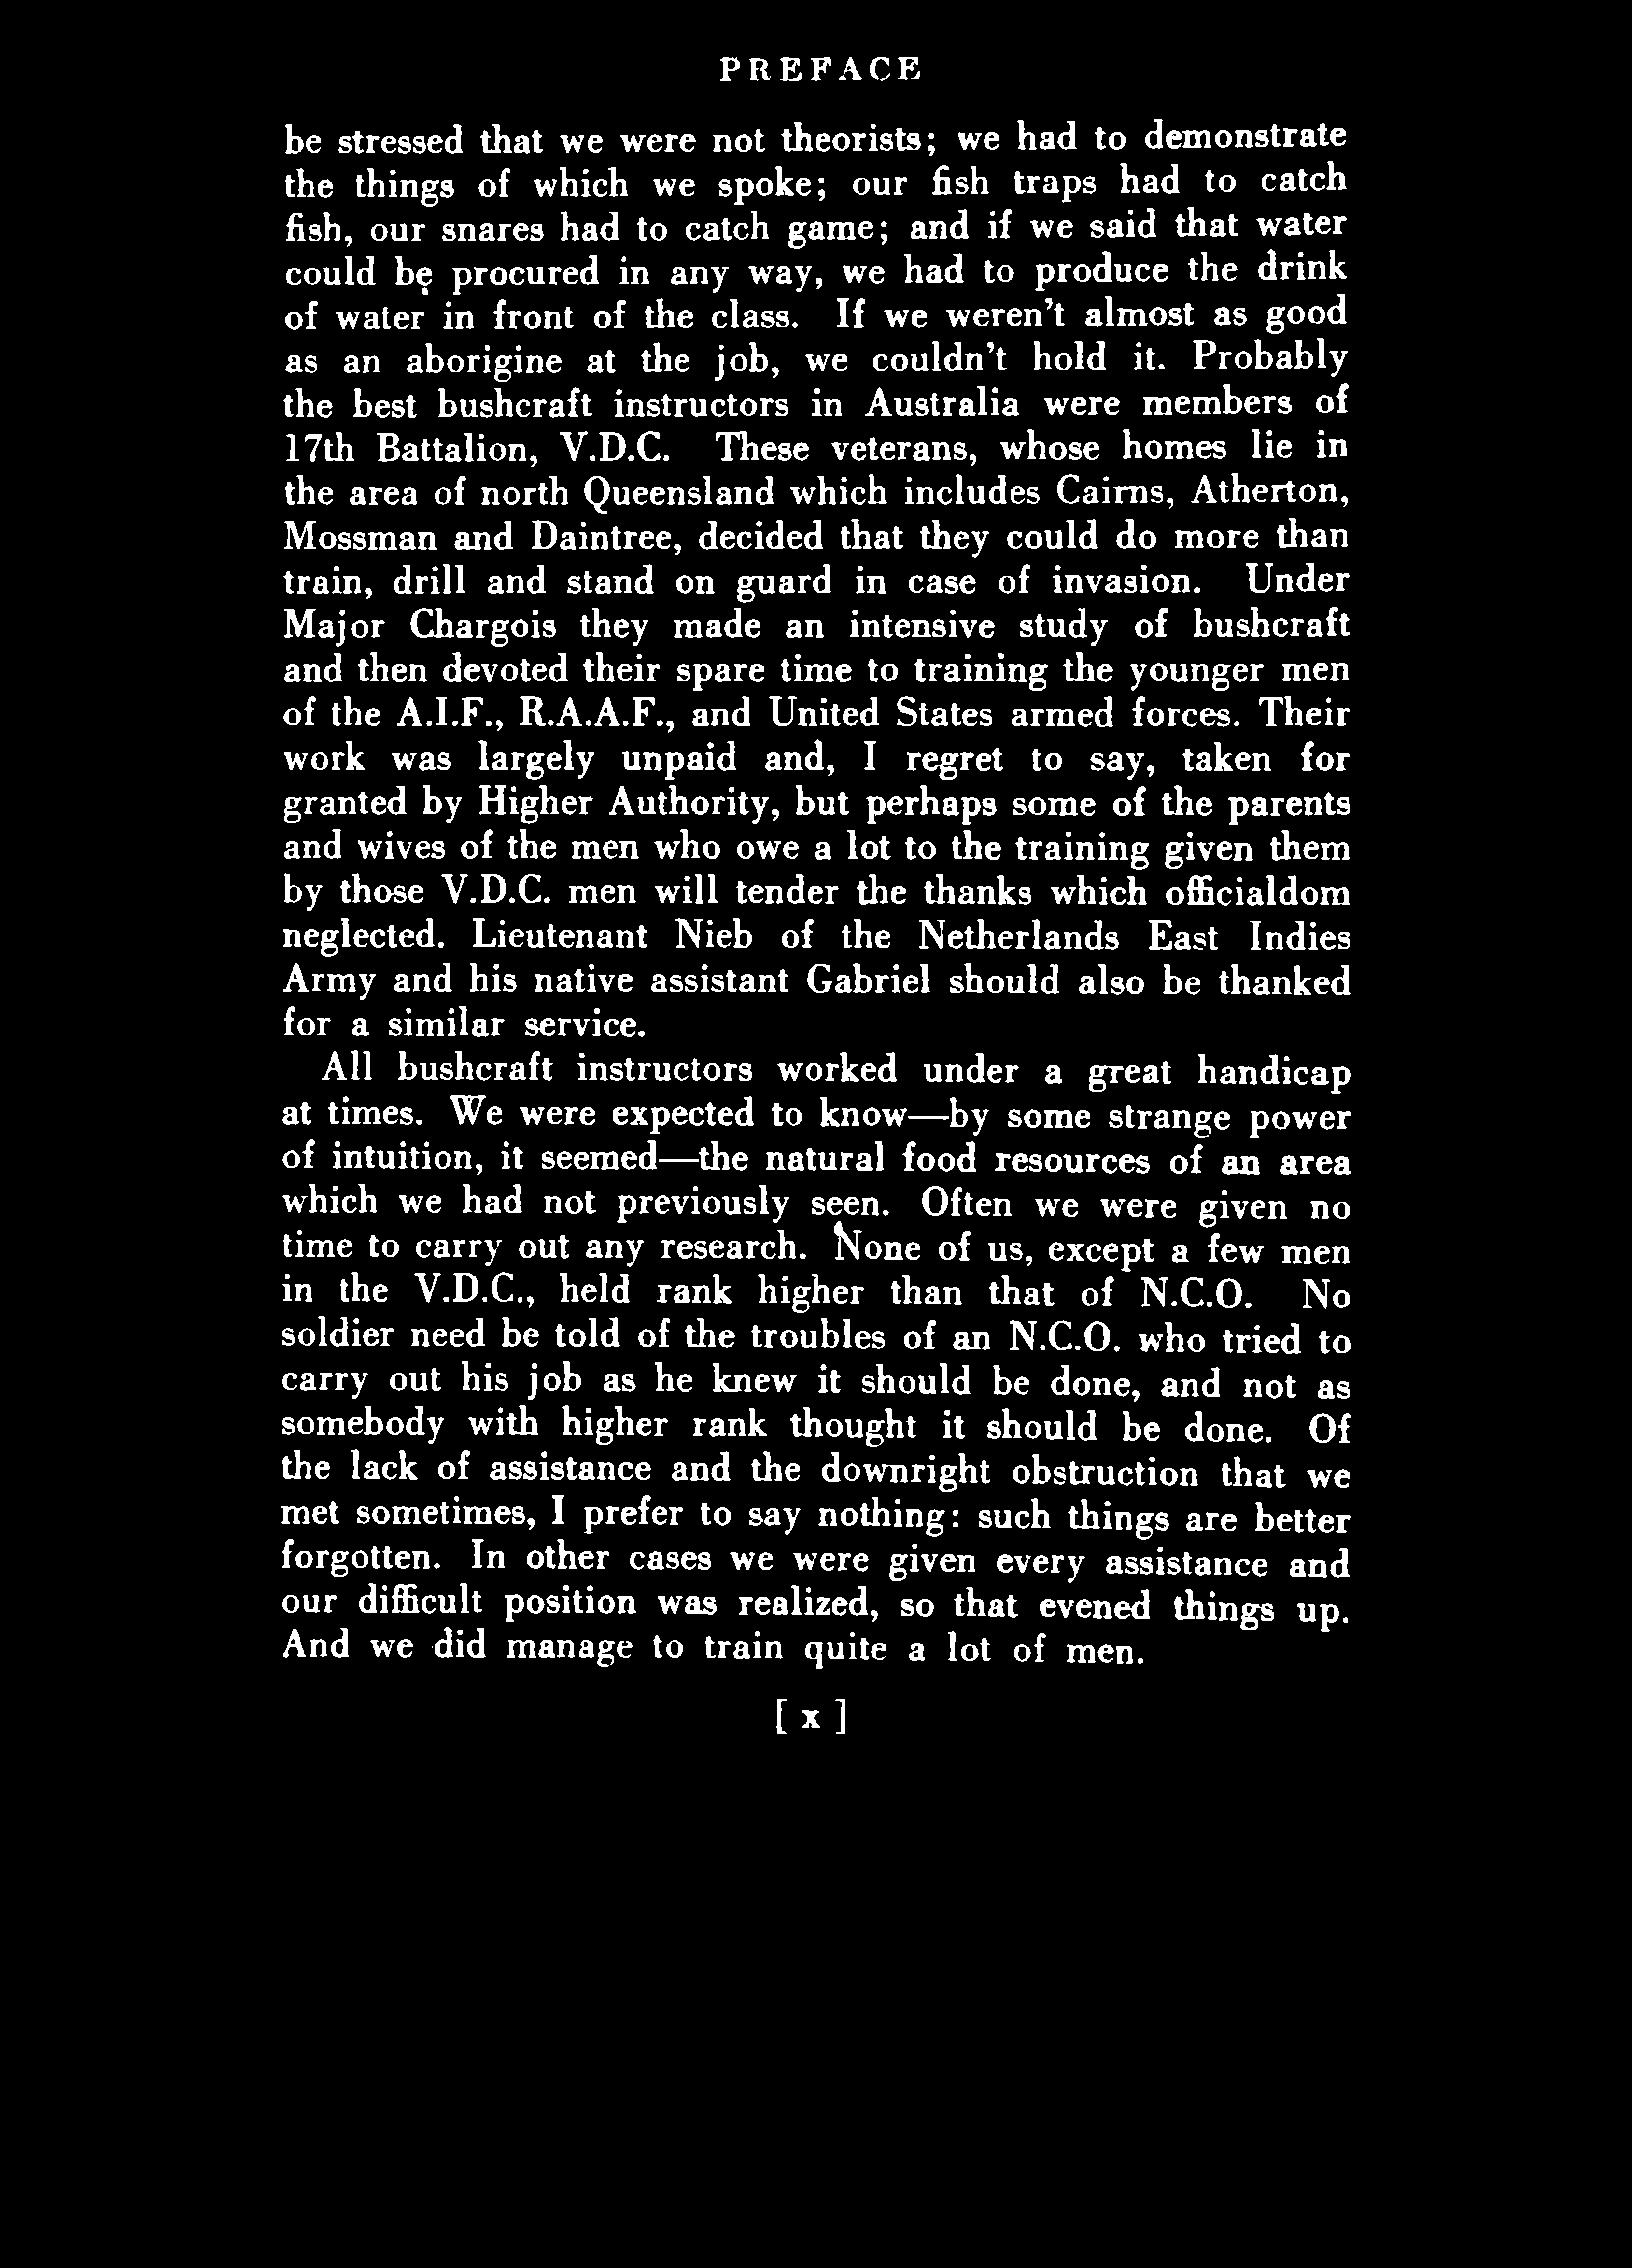 PREFACE
be stressed that we were not theorists; we had to demonstrate
the things of which we spoke; our fish traps had to catch
fish, our snares had to catch game; and if we said that water
could be procured in any way, we had to produce the drink
of water in front of the class. If we weren't almost as good
as an aborigine at the job, we couldn't hold it. Probably
the best bushcraft instructors in Australia were members of
17th Battalion, V.D.C. These veterans, whose homes lie in
the area of north Queensland which includes Cairns, Atherton,
Mossman and Daintree, decided that they could do more than
train, drill and stand on guard in case of invasion. Under
Major Chargois they made an intensive study of bushcraft
and then devoted their spare time to training the younger men
of the A.I.F., R.A.A.F., and United States armed forces. Their
work was largely unpaid and, I regret to say, taken for
granted by Higher Authority, but perhaps some of the parents
and wives of the men who owe a lot to the training given them
by those V.D.C. men will tender the thanks which officialdom
neglected. Lieutenant Nieb of the Netherlands East Indies
Army and his native assistant Gabriel should also be thanked
for a similar service.
All bushcraft instructors worked under a great handicap
at times. We were expected to know—by some strange power
of intuition, it seemed—the natural food resources of an area
which we had not previously seen. Often we were given no
time to carry out any research. None of us, except a few men
in the V.D.C., held rank higher than that of N.C.O. No
soldier need be told of the troubles of an N.C.O. who tried to
carry out his job as he knew it should be done, and not as
somebody with higher rank thought it should be done. Of
the lack of assistance and the downright obstruction that we
met sometimes, I prefer to say nothing: such things are better
forgotten. In other cases we were given every assistance and
our difficult position was realized, so that evened things up.
And we did manage to train quite a lot of men.
[ x ]